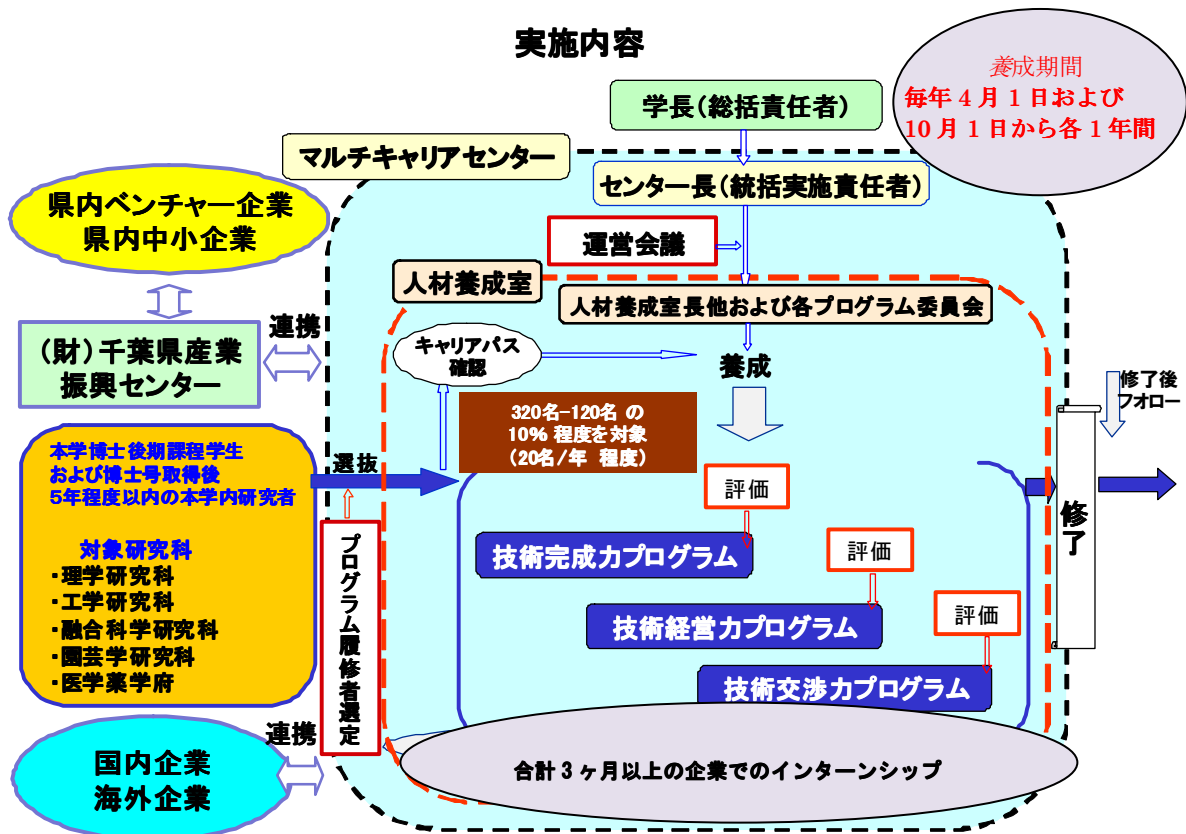 実施内容
養成期間
毎年4月1日および
10月1日から各1年間
学長（総括責任者）
マルチキャリアセンター
センター長（統括実施責任者）
県内ベンチャー企業
県内中小企業
運営会議
人材養成室
人材養成室長他および各プログラム委員会
連携
（財）千葉県産業
振興センター
キャリアパス
確認
養成
修了後
フォロー
320名-120名 の
10% 程度を対象
（20名/年 程度）
本学博士後期課程学生
および博士号取得後
5年程度以内の本学内研究者
選抜
対象研究科
・理学研究科
・工学研究科
・融合科学研究科
・園芸学研究科
・医学薬学府
プログラム履修者選定
評価
技術完成力プログラム
評価
技術経営力プログラム
評価
技術交渉力プログラム
修了
連携
国内企業
海外企業
合計3ヶ月以上の企業でのインターンシップ